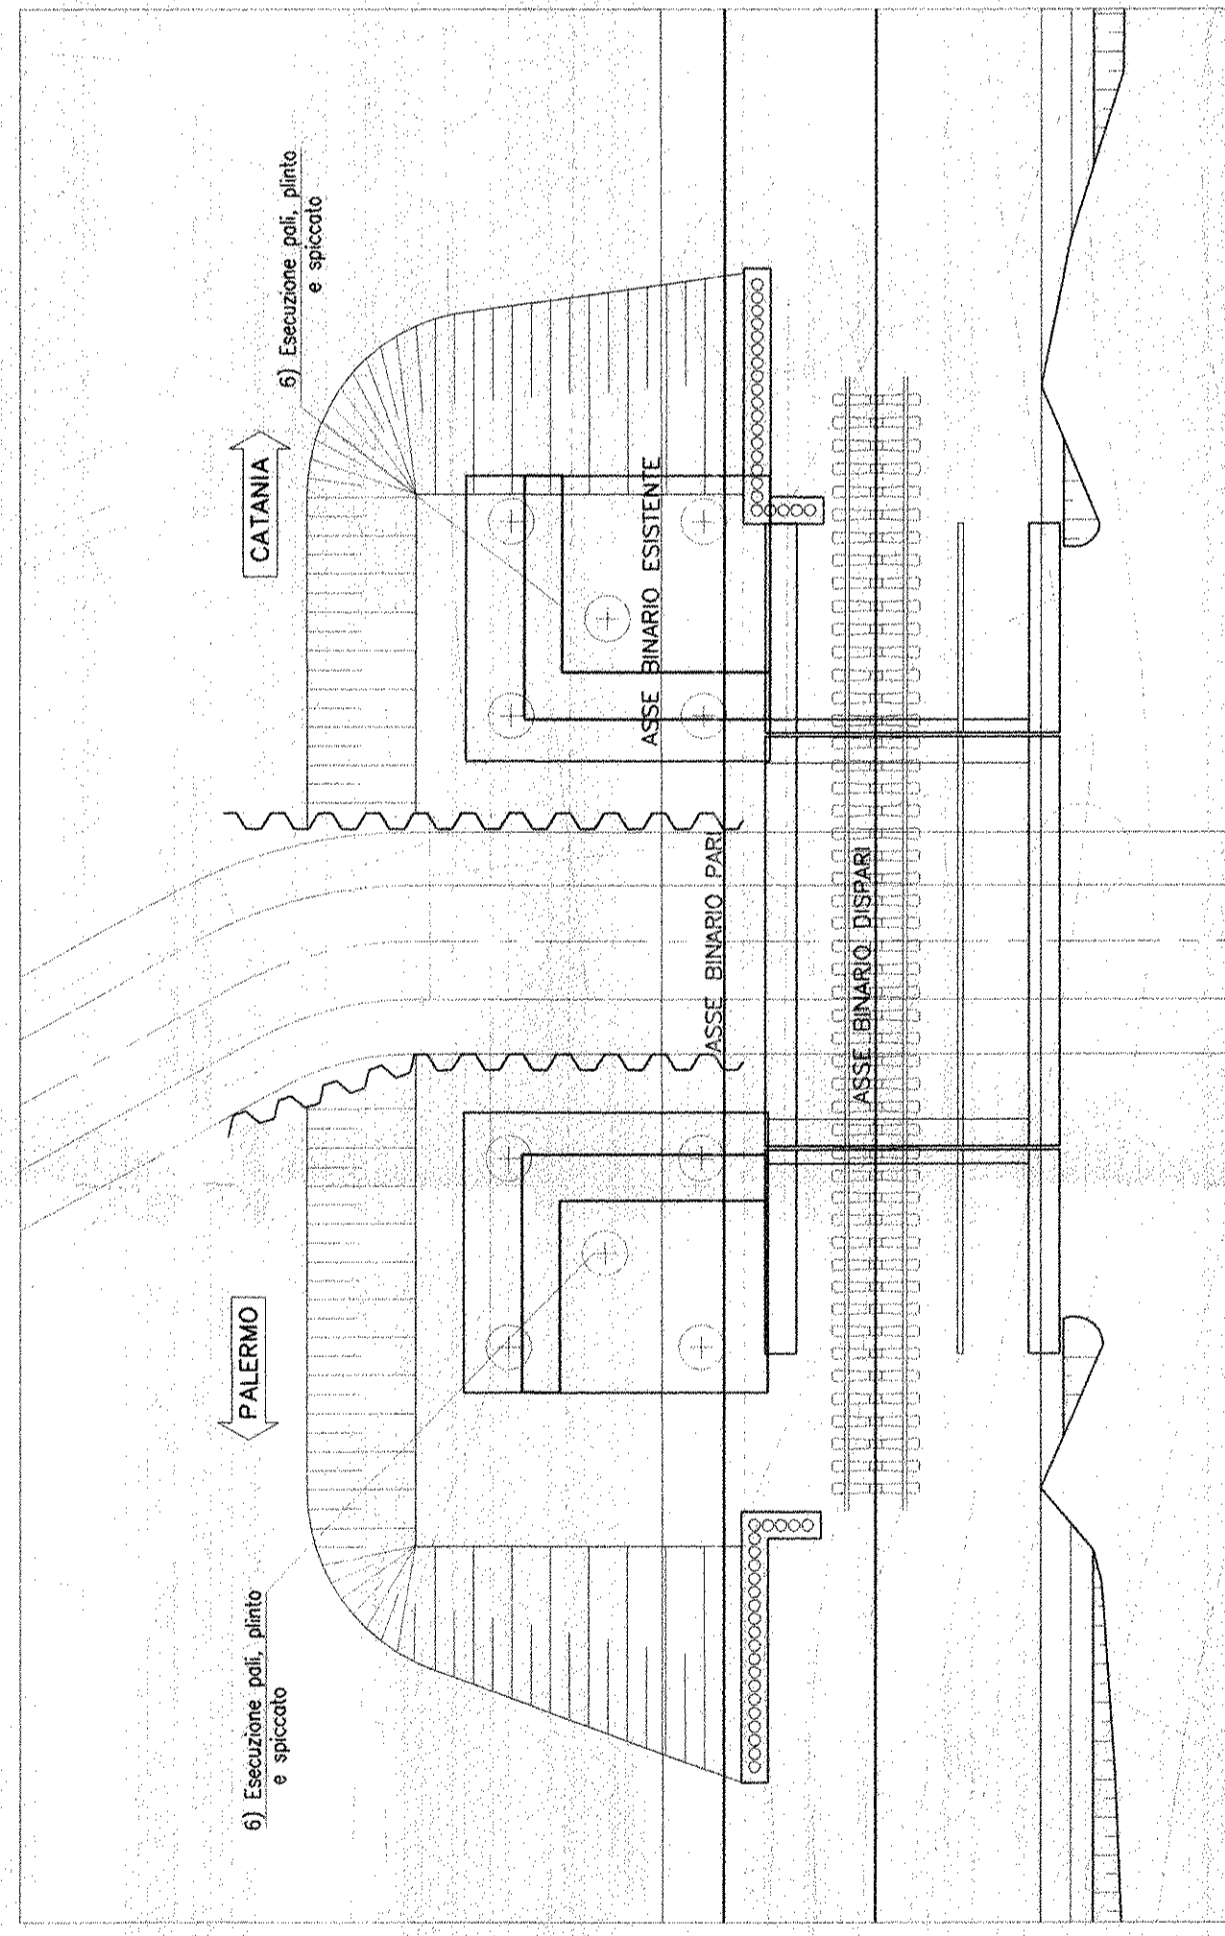 6) Esecuzione pali, plinto
e spiccato
PALERMO
CATANIA
6) Esecuzione pali, plinto
e spiccato
ASSE BINARIO ESISTENTE
ASSE BINARIO PARI
ASSE BINARIO DISPARI